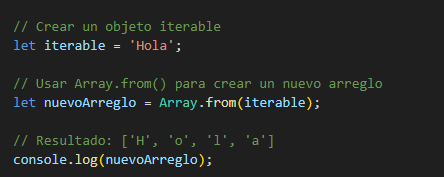 // Crear un objeto iterable
let iterable = 'Hola';
// Usar Array.from() para crear un nuevo arreglo
let nuevoArreglo = Array.from(iterable);
// Resultado: ['H', 'o', 'l', 'a']
console.log(nuevoArreglo);